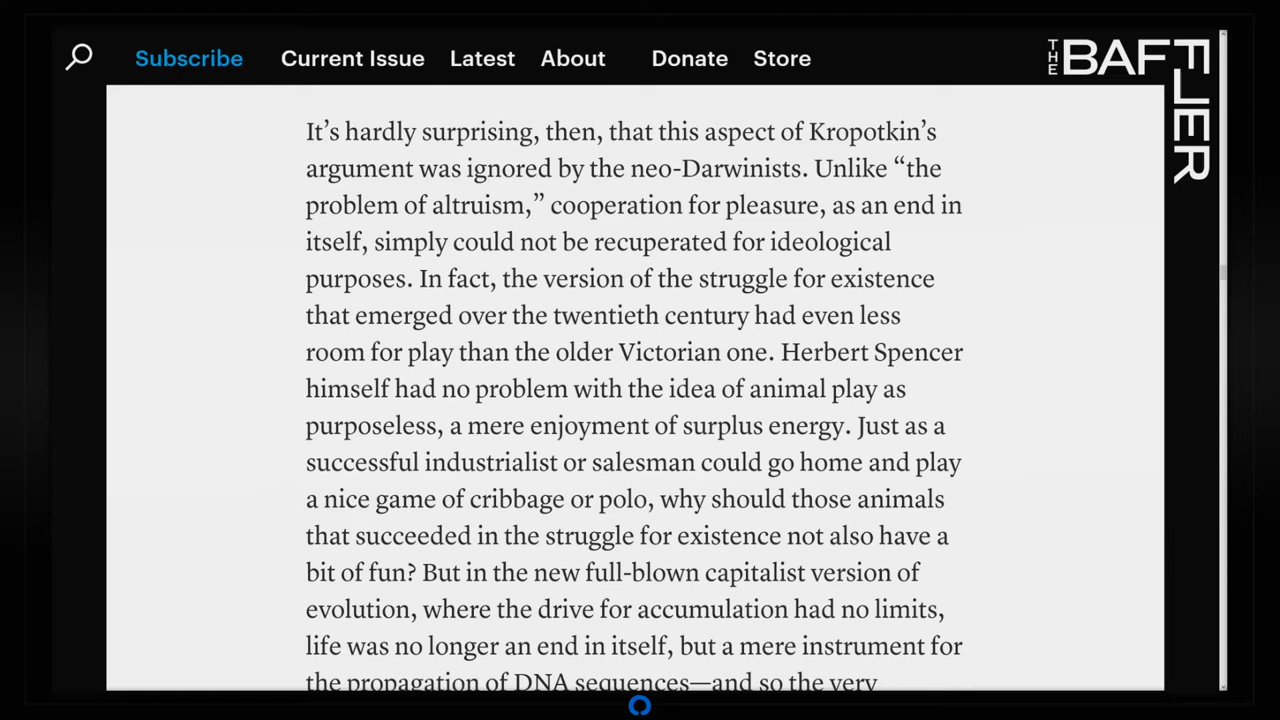 Subscribe Current Issue Latest About Donate Store
THE BAFFLER
It’s hardly surprising, then, that this aspect of Kropotkin’s
argument was ignored by the neo-Darwinists. Unlike “the
problem of altruism,” cooperation for pleasure, as an end in
itself, simply could not be recuperated for ideological
purposes. In fact, the version of the struggle for existence
that emerged over the twentieth century had even less
room for play than the older Victorian one. Herbert Spencer
himself had no problem with the idea of animal play as
purposeless, a mere enjoyment of surplus energy. Just as a
successful industrialist or salesman could go home and play
a nice game of cribbage or polo, why should those animals
that succeeded in the struggle for existence not also have a
bit of fun? But in the new full-blown capitalist version of
evolution, where the drive for accumulation had no limits,
life was no longer an end in itself, but a mere instrument for
the propagation of DNA sequences—and so the very